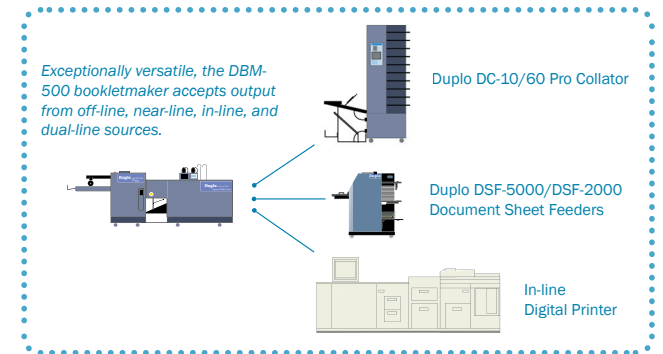 Exceptionally versatile, the DBM-
500 bookletmaker accepts output
from off-line, near-line, in-line, and
dual-line sources.
Duplo DC-10/60 Pro Collator
Duplo DSF-5000/DSF-2000
Document Sheet Feeders
In-line
Digital Printer